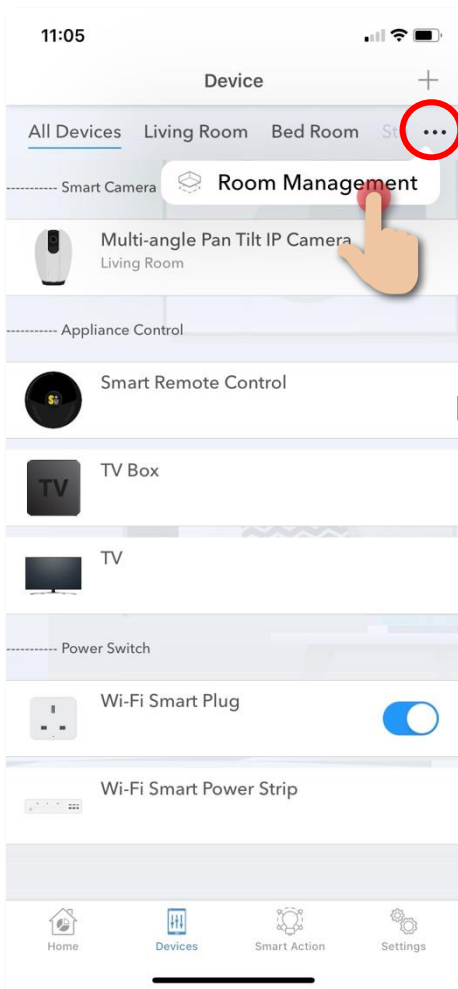 11:05
Device
All Devices Living Room Bed Room
Room Management
---------- Smart Camera
Multi-angle Pan Tilt IP Camera
Living Room
---------- Appliance Control
Smart Remote Control
TV
TV Box
TV
---------- Power Switch
Wi-Fi Smart Plug
Wi-Fi Smart Power Strip
Home Devices Smart Action Settings